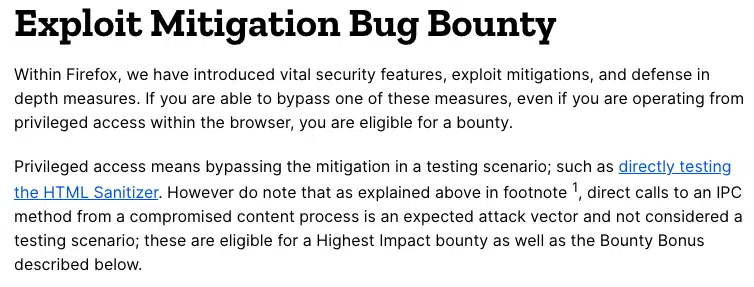 Exploit Mitigation Bug Bounty
Within Firefox, we have introduced vital security features, exploit mitigations, and defense in
depth measures. If you are able to bypass one of these measures, even if you are operating from
privileged access within the browser, you are eligible for a bounty.
Privileged access means bypassing the mitigation in a testing scenario; such as directly testing
the HTML Sanitizer. However do note that as explained above in footnote 1, direct calls to an IPC
method from a compromised content process is an expected attack vector and not considered a
testing scenario; these are eligible for a Highest Impact bounty as well as the Bounty Bonus
described below.